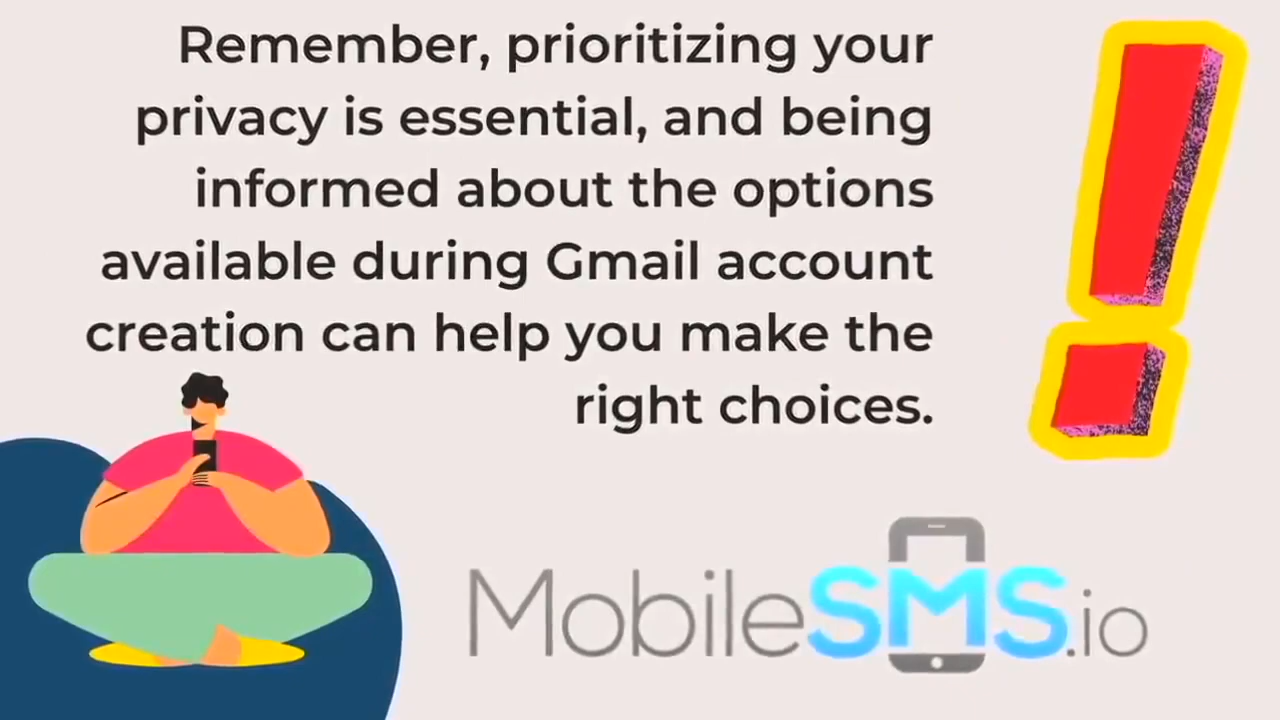 Remember, prioritizing your
privacy is essential, and being
informed about the options
available during Gmail account
creation can help you make the
right choices.
!
MobileSMS.io